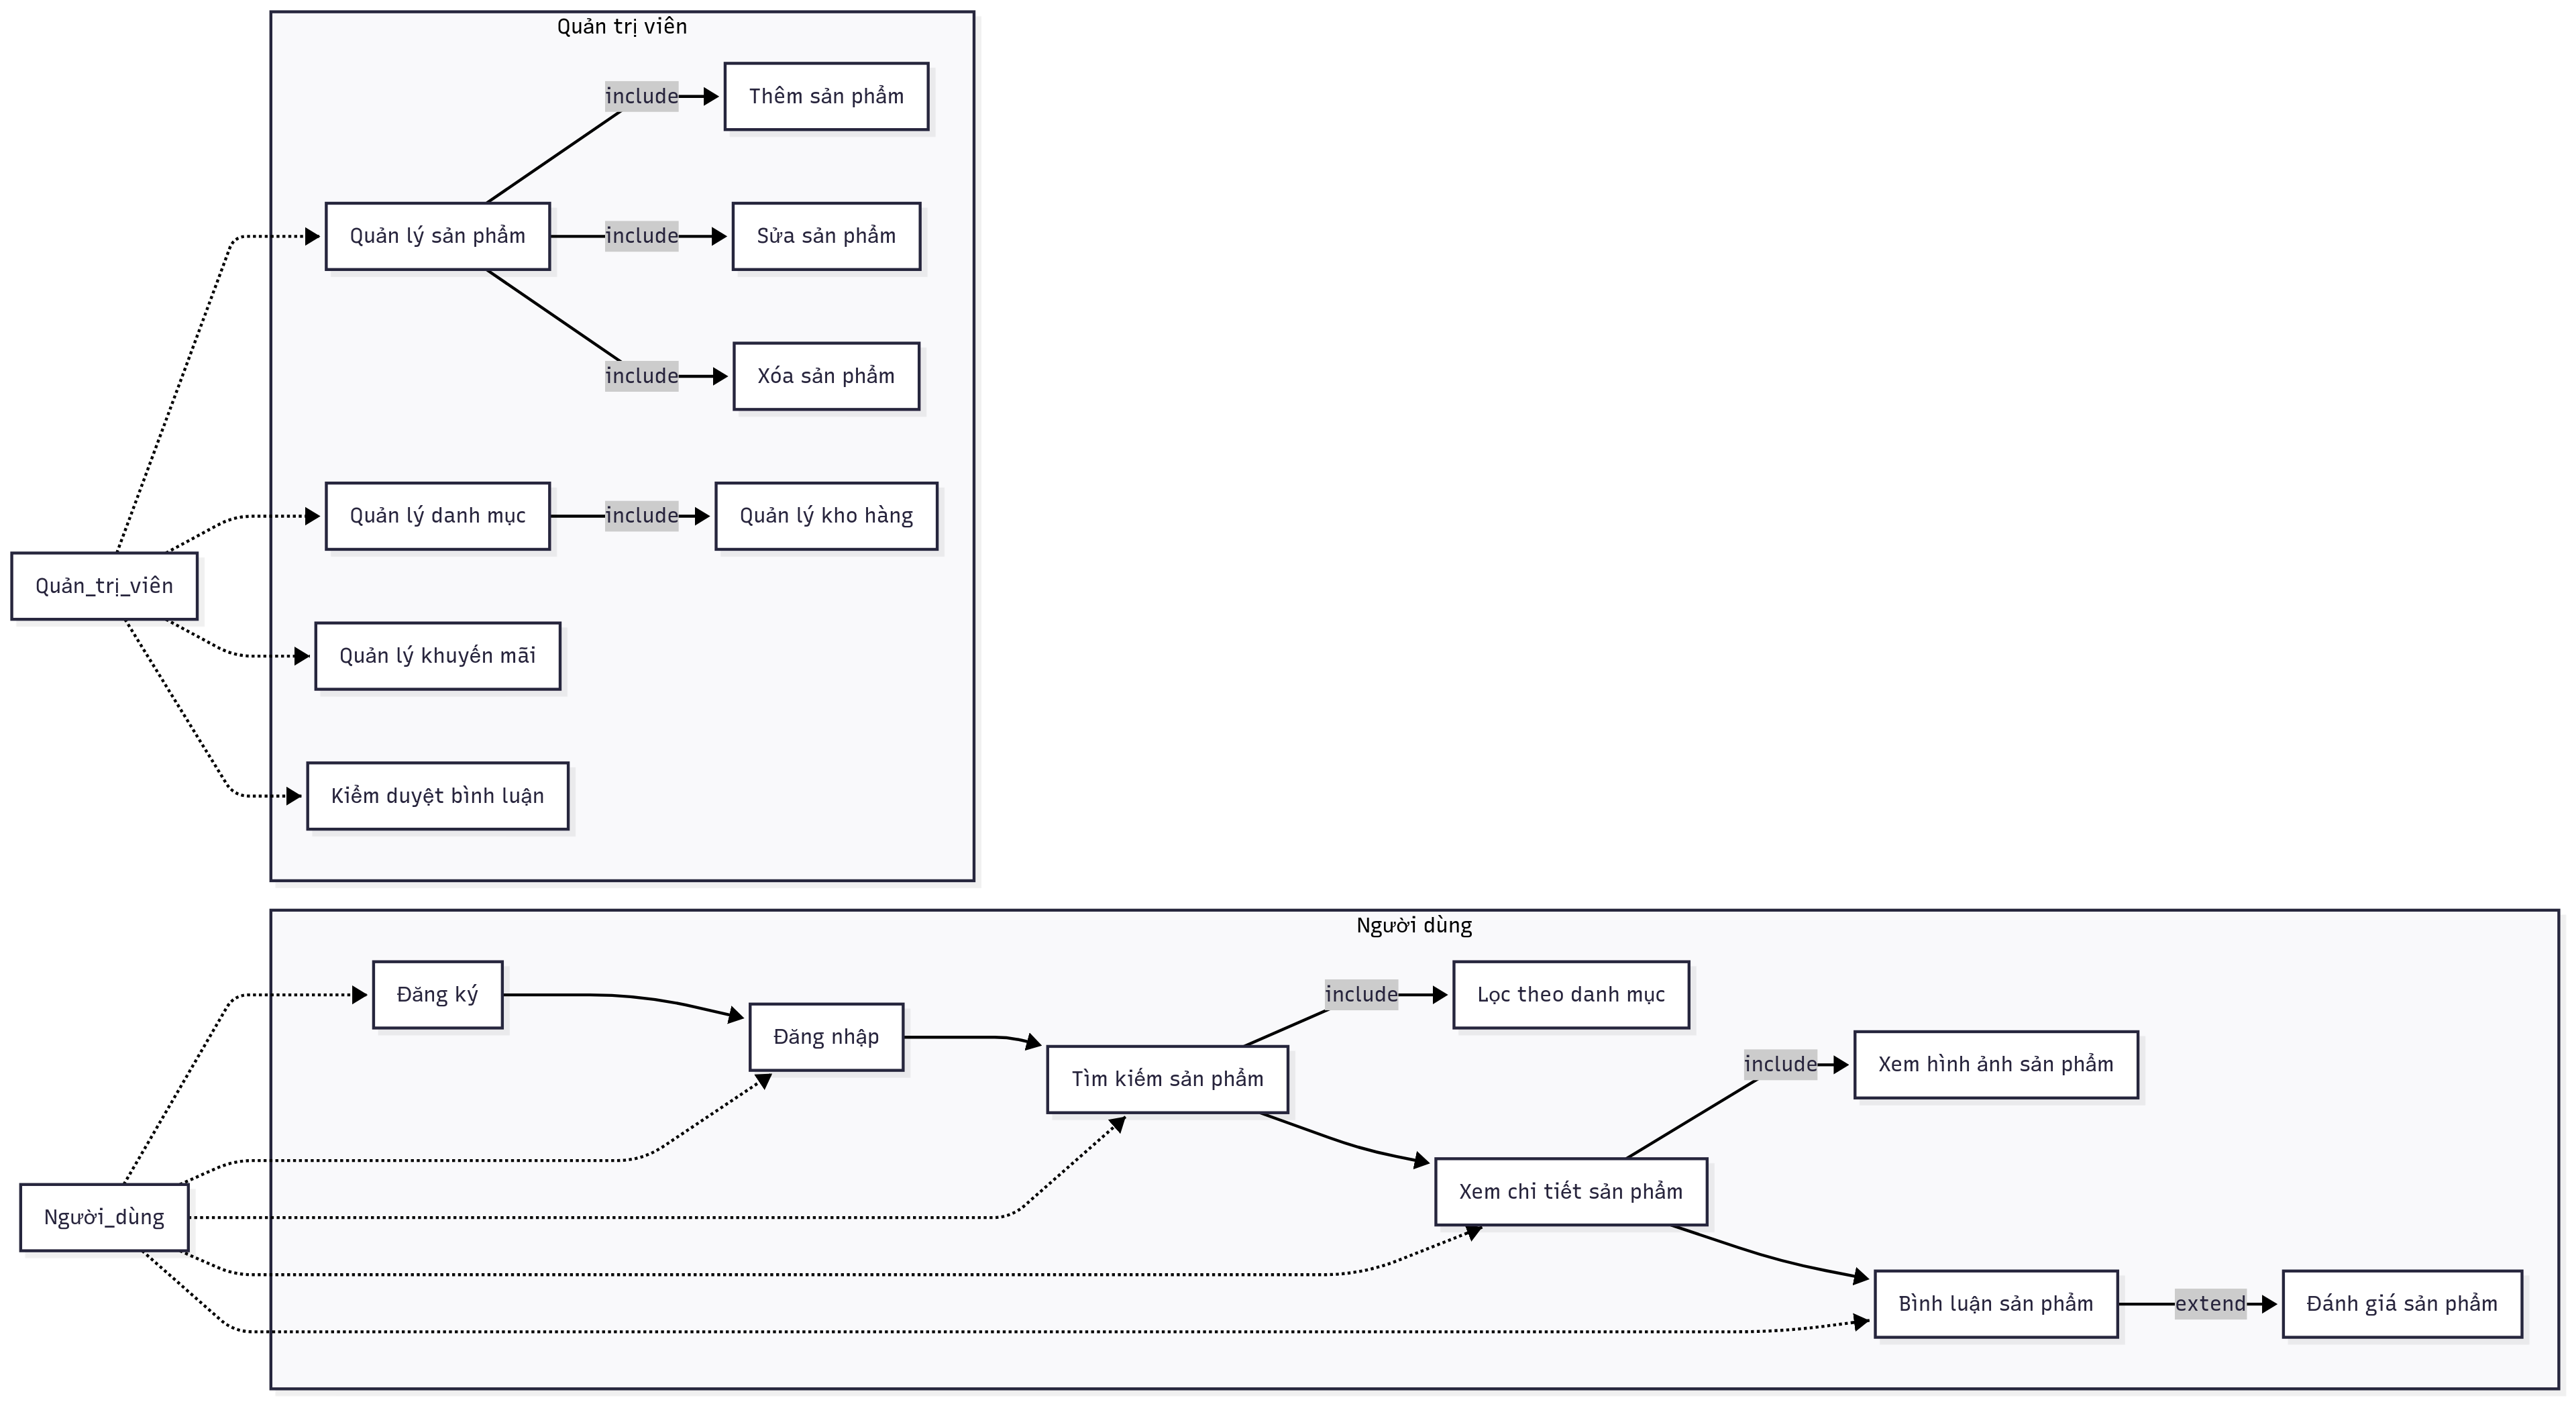 Quản trị viên
include
Thêm sản phẩm
Quản lý sản phẩm
include
Sửa sản phẩm
include
Xóa sản phẩm
Quản lý danh mục
include
Quản lý kho hàng
Quản_trị_viên
Quản lý khuyến mãi
Kiểm duyệt bình luận
Người dùng
Đăng ký
include
Lọc theo danh mục
Đăng nhập
Tìm kiếm sản phẩm
include
Xem hình ảnh sản phẩm
Xem chi tiết sản phẩm
Người_dùng
Bình luận sản phẩm
extend
Đánh giá sản phẩm